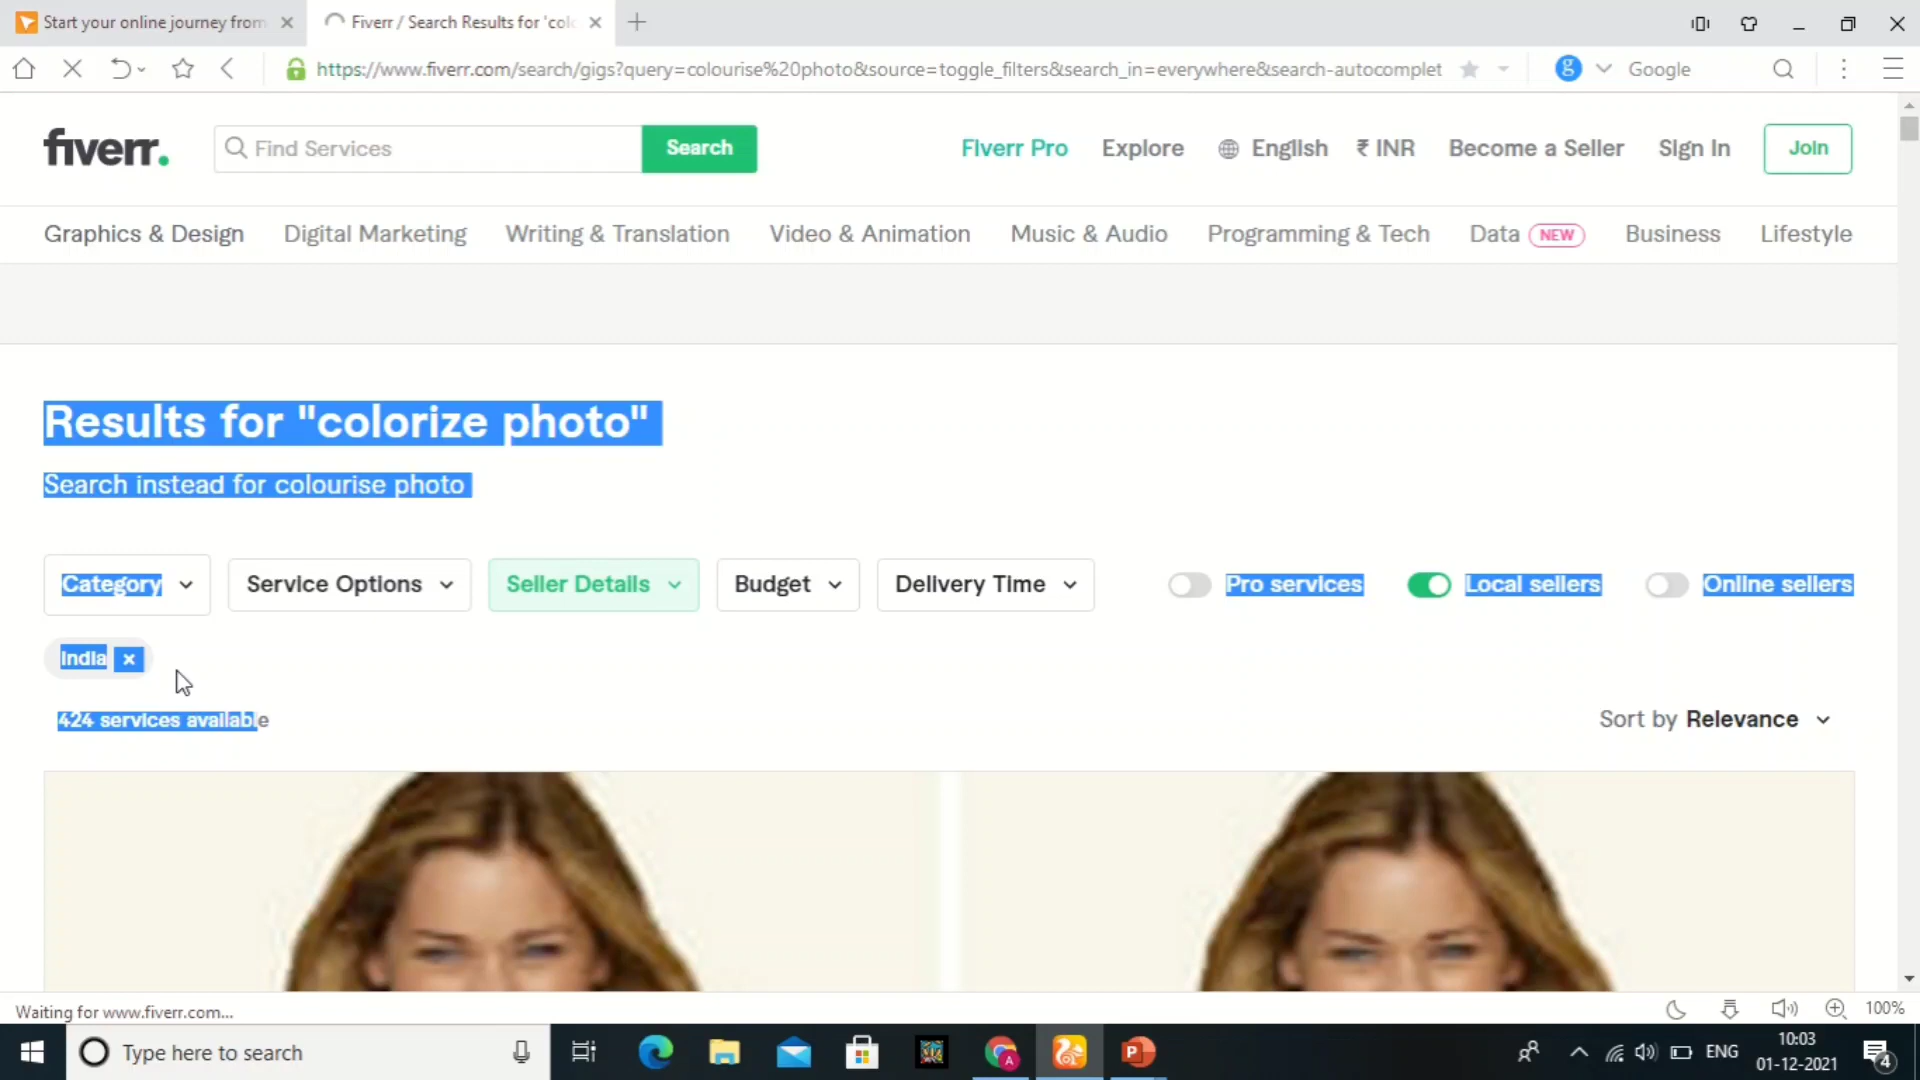 Start your online journey from
Fiverr / Search Results for 'col
https://www.fiverr.com/search/gigs?query=colourise%20photo&source=toggle_filters&search_in=everywhere&search-autocomplet
Google
fiverr.
Find Services
Search
Fiverr Pro
Explore
English
₹ INR
Become a Seller
Sign In
Join
Graphics & Design
Digital Marketing
Writing & Translation
Video & Animation
Music & Audio
Programming & Tech
Data NEW
Business
Lifestyle
Results for "colorize photo"
Search instead for colourise photo
Category
Service Options
Seller Details
Budget
Delivery Time
Pro services
Local sellers
Online sellers
India
424 services available
Sort by Relevance
Waiting for www.fiverr.com...
100%
Type here to search
ENG
10:03
01-12-2021
4